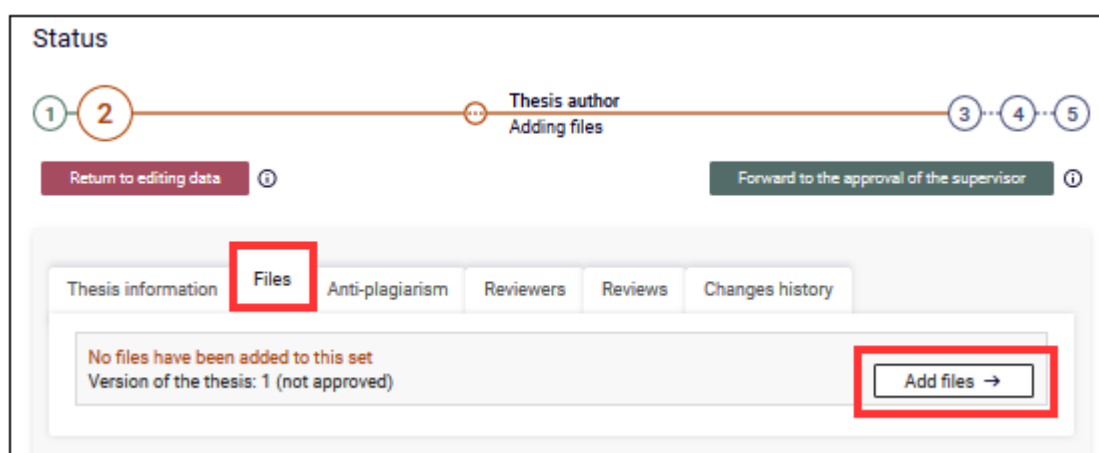 Status
1
2
Thesis author
Adding files
3
4
5
Return to editing data
Forward to the approval of the supervisor
Thesis information
Files
Anti-plagiarism
Reviewers
Reviews
Changes history
No files have been added to this set
Version of the thesis: 1 (not approved)
Add files →